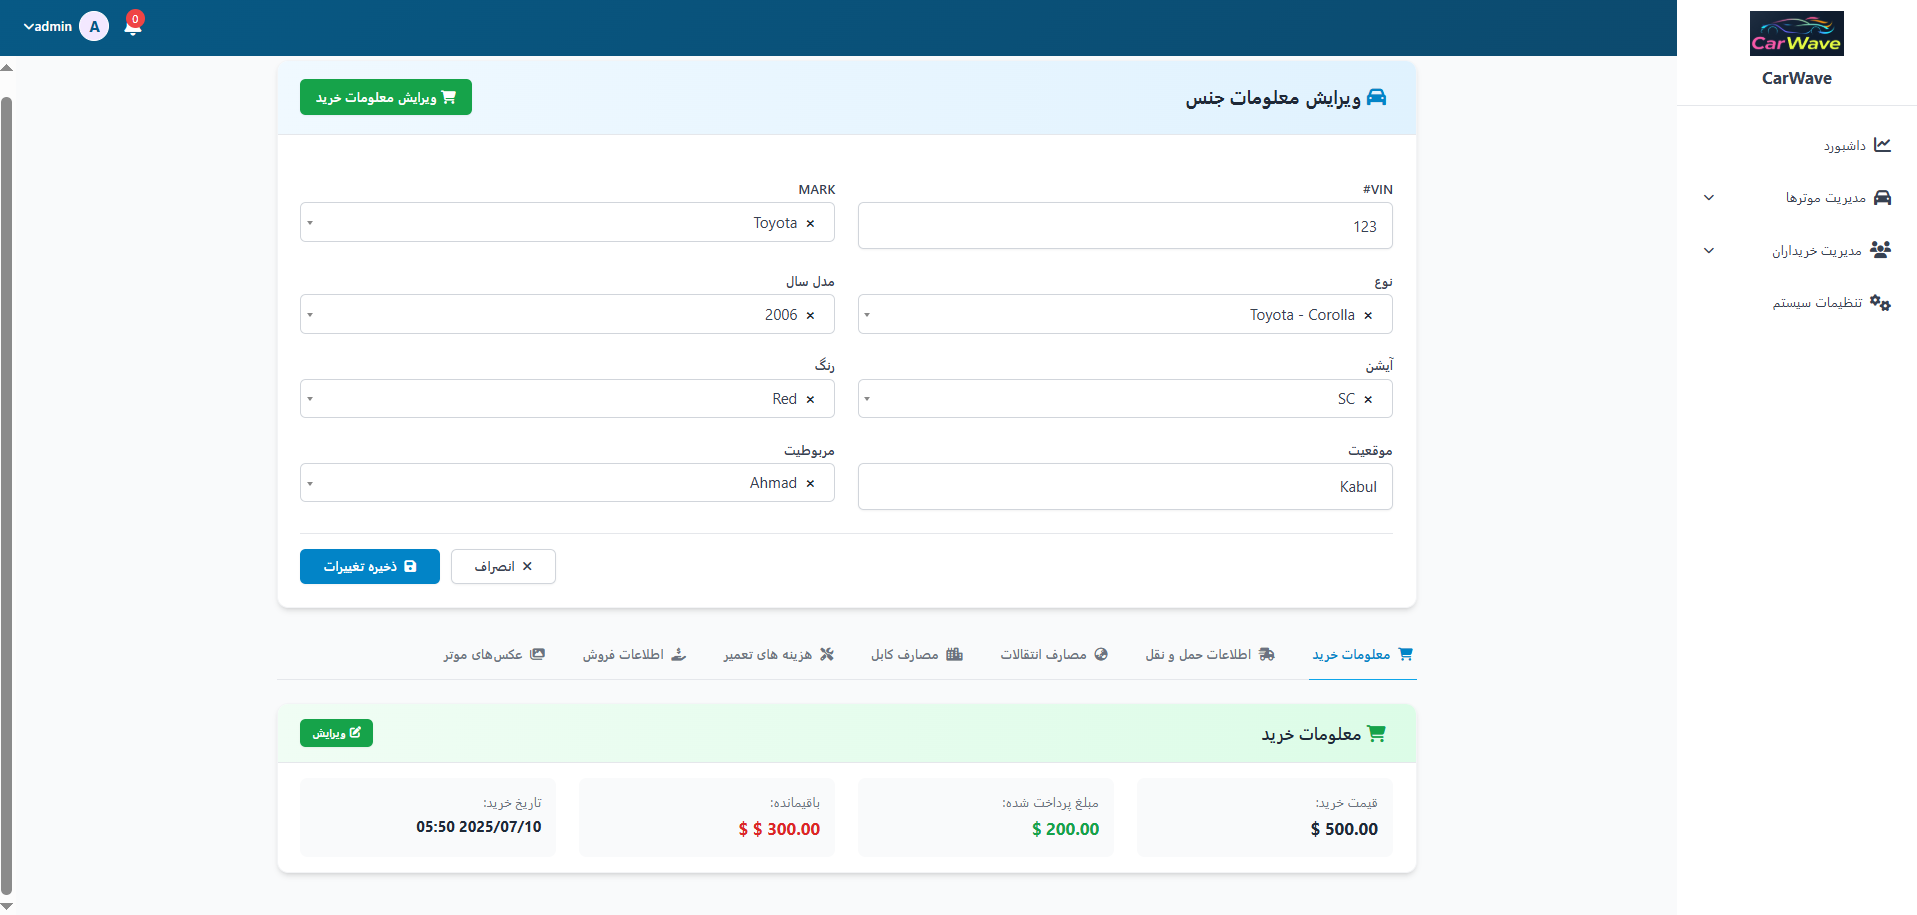 admin
A
0
CarWave
CarWave
داشبورد
مدیریت موترها
مدیریت خریداران
تنظیمات سیستم
ویرایش معلومات جنس
ویرایش معلومات خرید
#VIN
123
MARK
Toyota ×
نوع
Toyota - Corolla ×
مدل سال
2006 ×
آپشن
SC ×
رنگ
Red ×
موقعیت
Kabul
مربوطیت
Ahmad ×
انصراف
ذخیره تغییرات
معلومات خرید
اطلاعات حمل و نقل
مصارف انتقالات
مصارف کابل
هزینه های تعمیر
اطلاعات فروش
عکس‌های موتر
معلومات خرید
ویرایش
قیمت خرید:
$ 500.00
مبلغ پرداخت شده:
$ 200.00
باقیمانده:
$ $ 300.00
تاریخ خرید:
05:50 2025/07/10